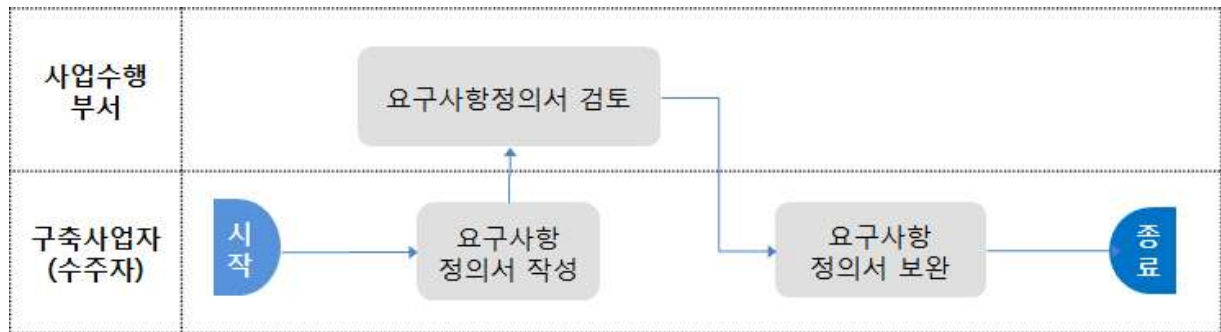 사업수행
부서
요구사항정의서 검토
구축사업자
(수주자)
시
작
요구사항
정의서 작성
요구사항
정의서 보완
종
료